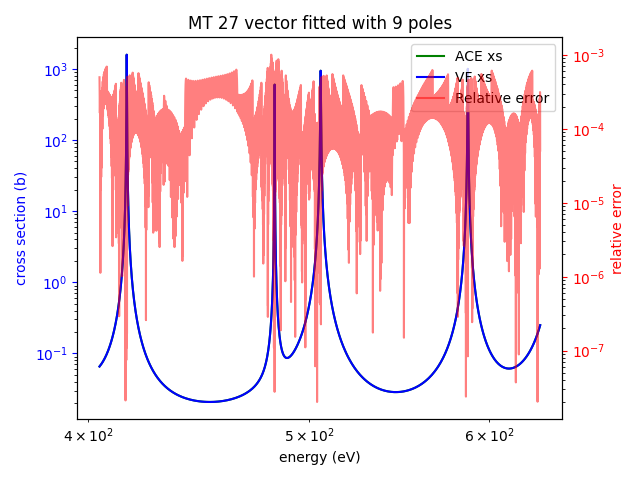 MT 27 vector fitted with 9 poles
ACE xs
VF xs
Relative error
10³
10²
10¹
10⁰
10⁻¹
cross section (b)
10⁻³
10⁻⁴
10⁻⁵
10⁻⁶
10⁻⁷
relative error
4 × 10² 5 × 10² 6 × 10²
energy (eV)